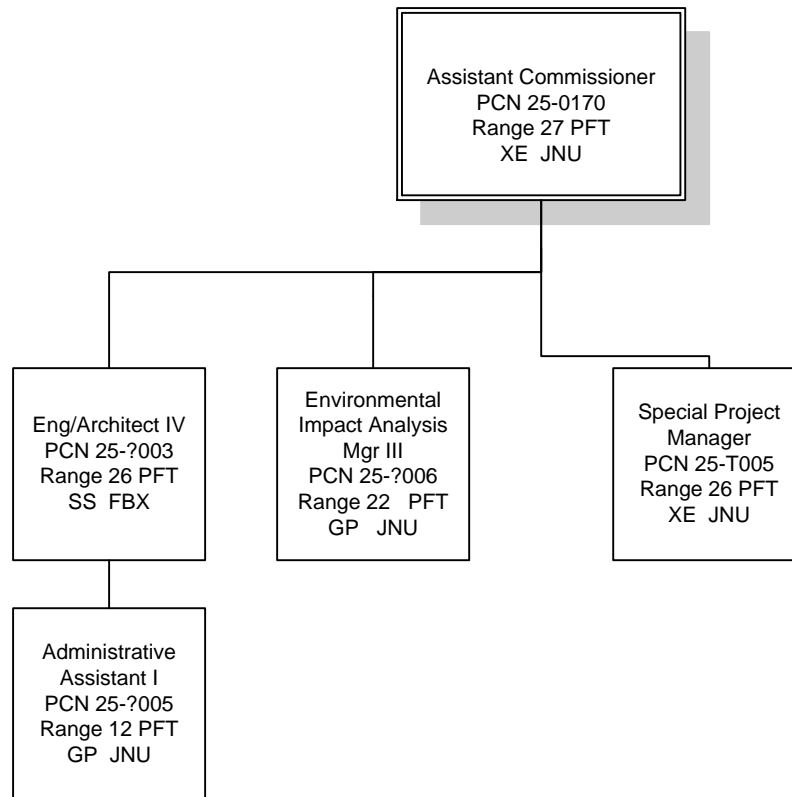 Assistant Commissioner
PCN 25-0170
Range 27 PFT
XE JNU
Eng/Architect IV
PCN 25-?003
Range 26 PFT
SS FBX
Environmental
Impact Analysis
Mgr III
PCN 25-?006
Range 22 PFT
GP JNU
Special Project
Manager
PCN 25-T005
Range 26 PFT
XE JNU
Administrative
Assistant I
PCN 25-?005
Range 12 PFT
GP JNU